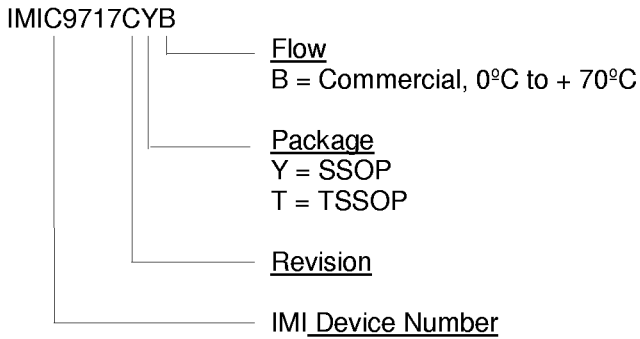 IMIC9717CYB
Flow
B = Commercial, 0ºC to + 70ºC
Package
Y = SSOP
T = TSSOP
Revision
IMI Device Number